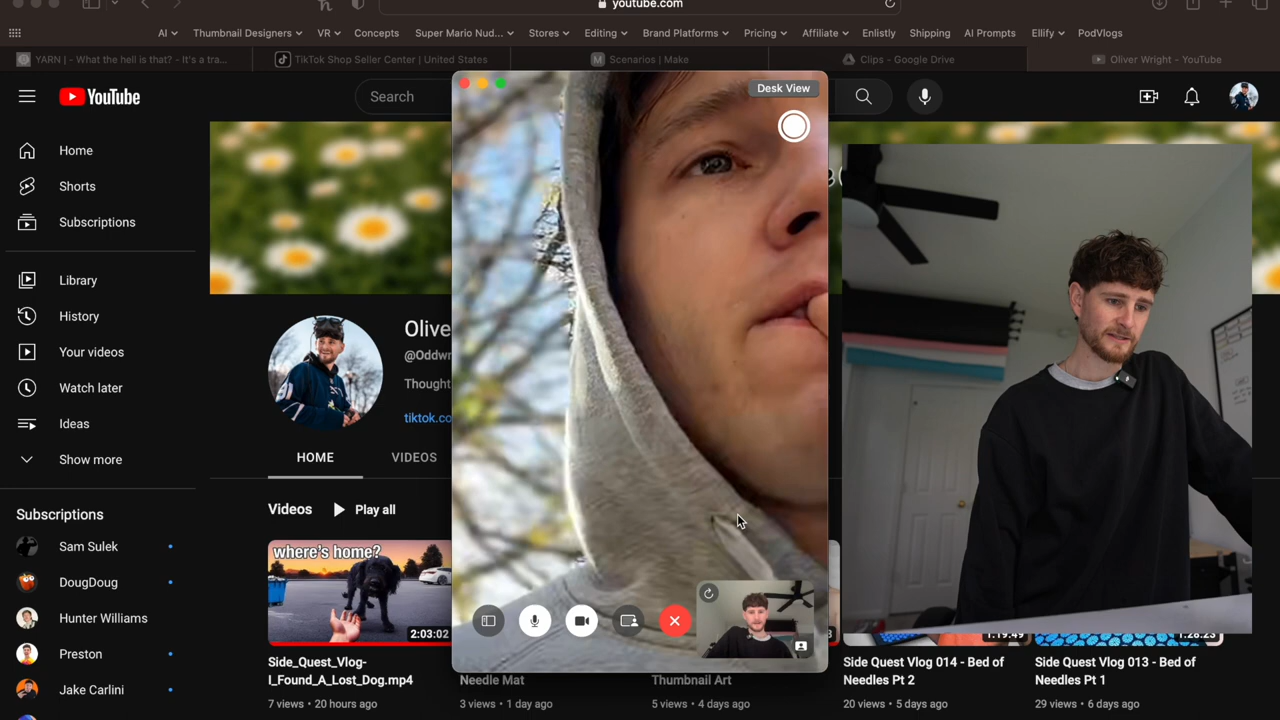 youtube.com
AI
Thumbnail Designers
VR
Concepts
Super Mario Nud...
Stores
Editing
Brand Platforms
Pricing
Affiliate
Enlistly
Shipping
AI Prompts
Ellify
PodVlogs
YARN | - What the hell is that? - It's a tra...
TikTok Shop Seller Center | United States
M
Scenarios | Make
Clips - Google Drive
Oliver Wright - YouTube
YouTube
Search
Desk View
Home
Shorts
Subscriptions
Library
History
Your videos
Watch later
Ideas
Show more
Subscriptions
Sam Sulek
DougDoug
Hunter Williams
Preston
Jake Carlini
Olive
@Oddwr
Thought
tiktok.co
HOME
VIDEOS
Videos
Play all
where's home?
2:03:02
1:19:49
1:28:23
Side_Quest_Vlog-
I_Found_A_Lost_Dog.mp4
7 views • 20 hours ago
Needle Mat
3 views • 1 day ago
Thumbnail Art
5 views • 4 days ago
Side Quest Vlog 014 - Bed of
Needles Pt 2
20 views • 5 days ago
Side Quest Vlog 013 - Bed of
Needles Pt 1
29 views • 6 days ago